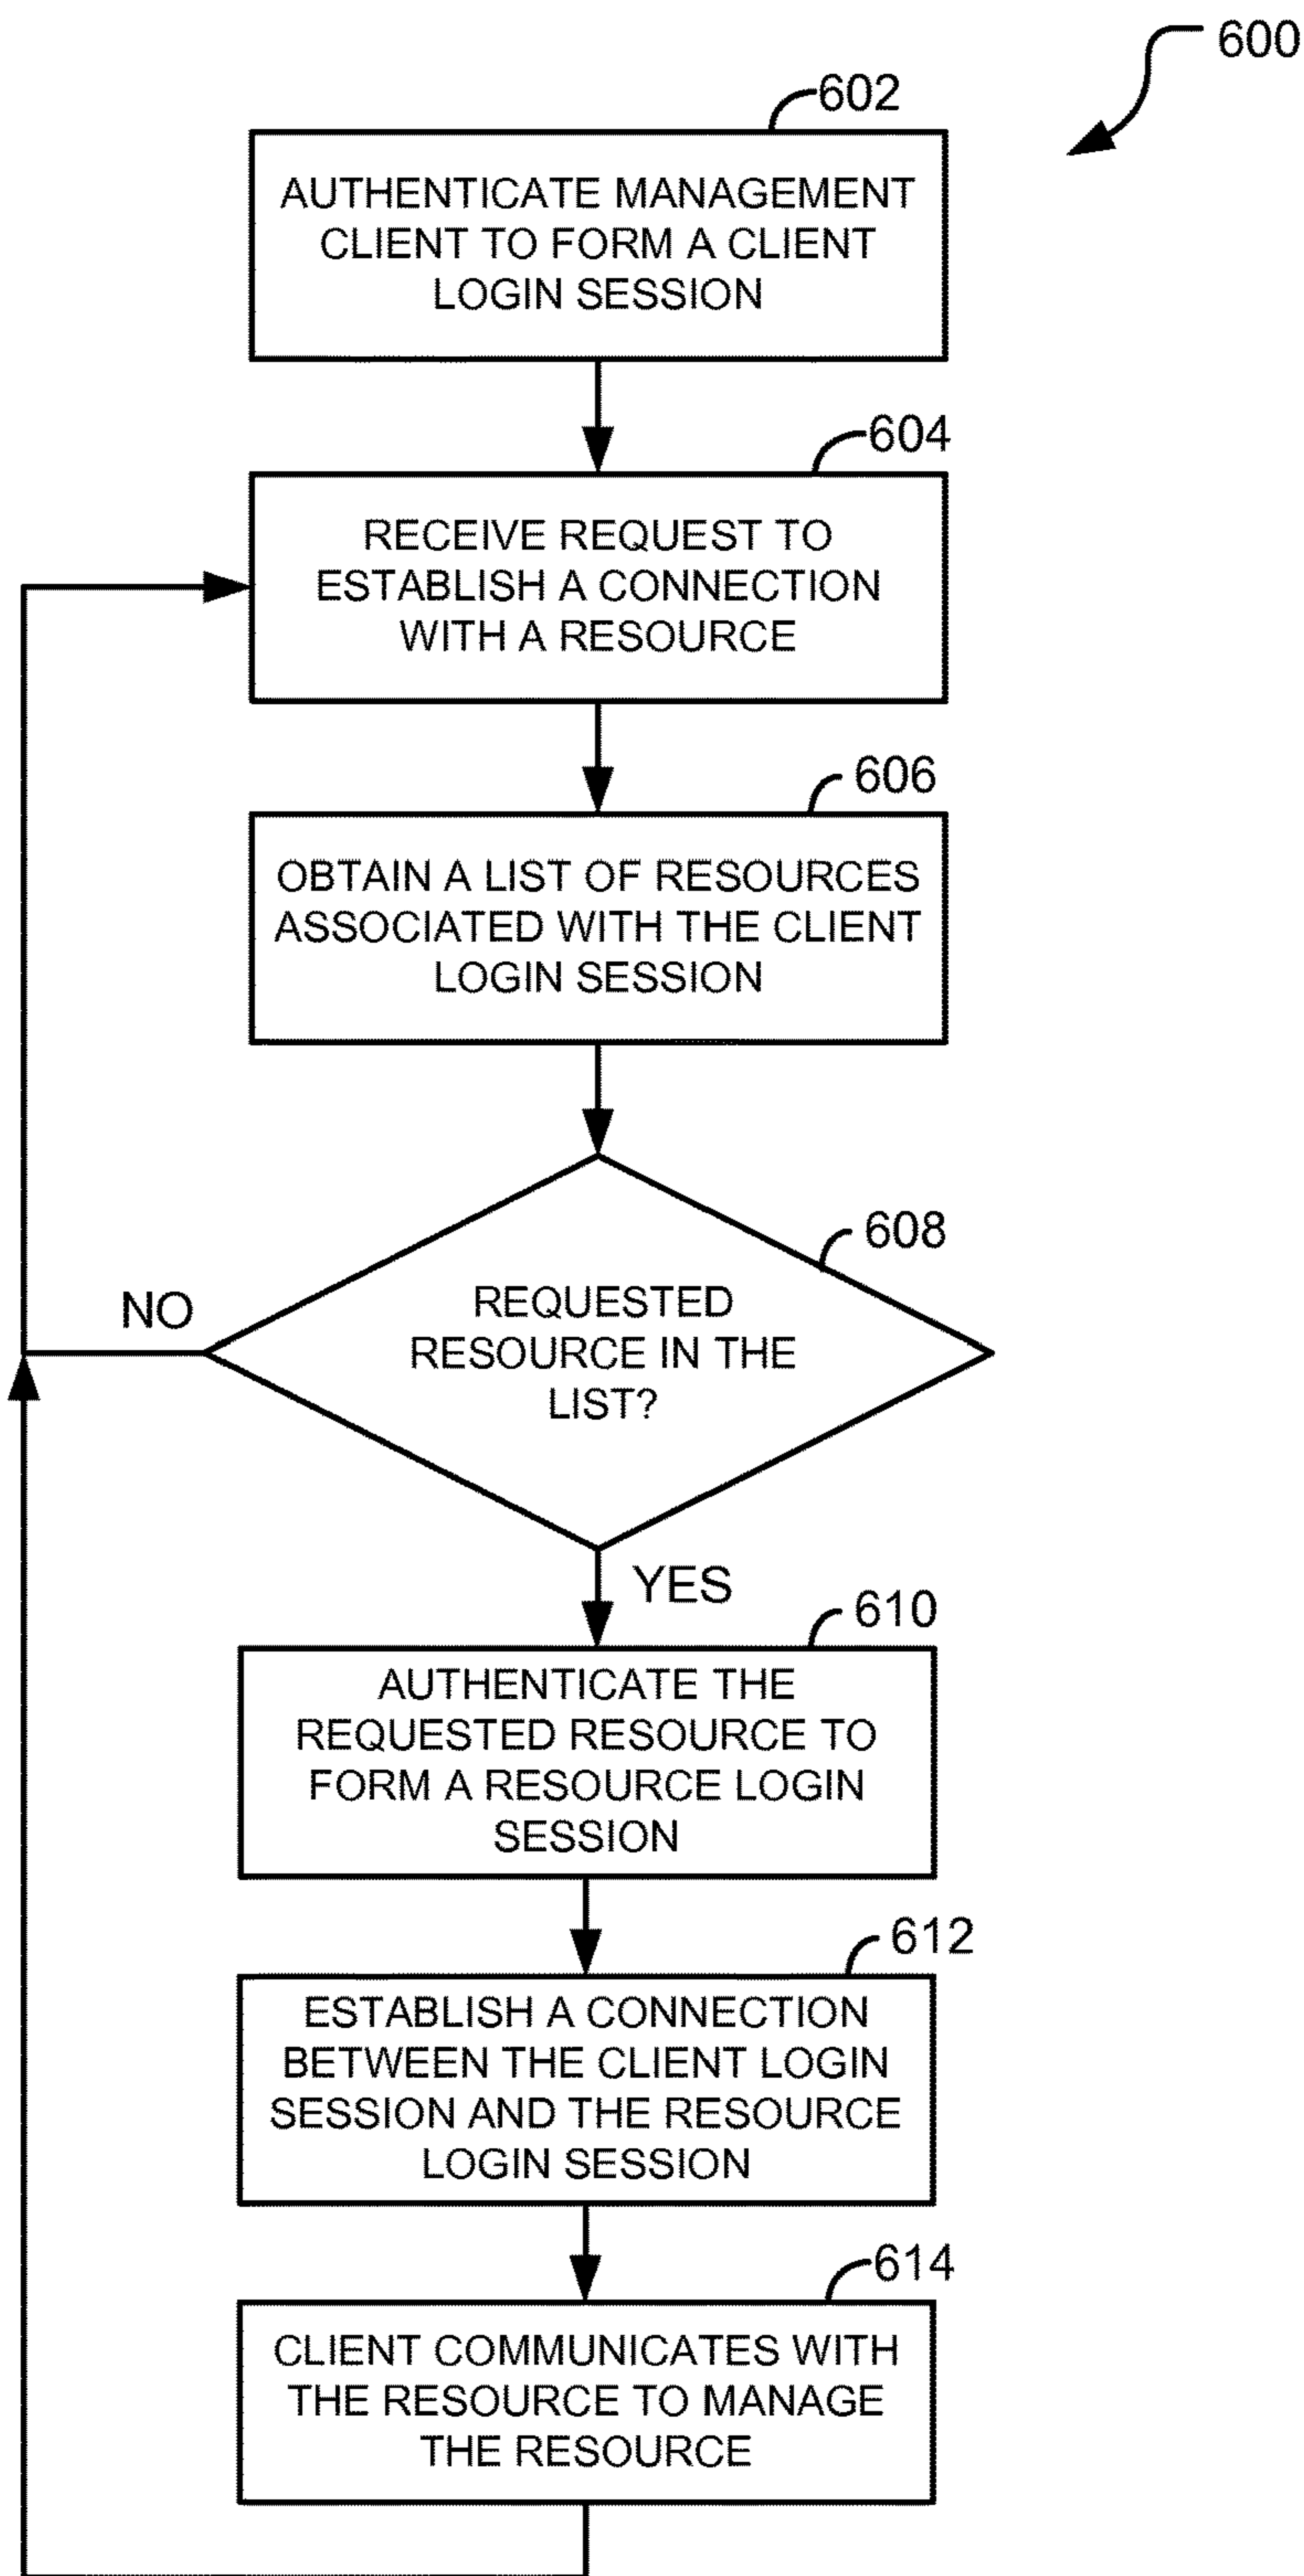 600
602
AUTHENTICATE MANAGEMENT
CLIENT TO FORM A CLIENT
LOGIN SESSION
604
RECEIVE REQUEST TO
ESTABLISH A CONNECTION
WITH A RESOURCE
606
OBTAIN A LIST OF RESOURCES
ASSOCIATED WITH THE CLIENT
LOGIN SESSION
608
NO
REQUESTED
RESOURCE IN THE
LIST?
YES
610
AUTHENTICATE THE
REQUESTED RESOURCE TO
FORM A RESOURCE LOGIN
SESSION
612
ESTABLISH A CONNECTION
BETWEEN THE CLIENT LOGIN
SESSION AND THE RESOURCE
LOGIN SESSION
614
CLIENT COMMUNICATES WITH
THE RESOURCE TO MANAGE
THE RESOURCE